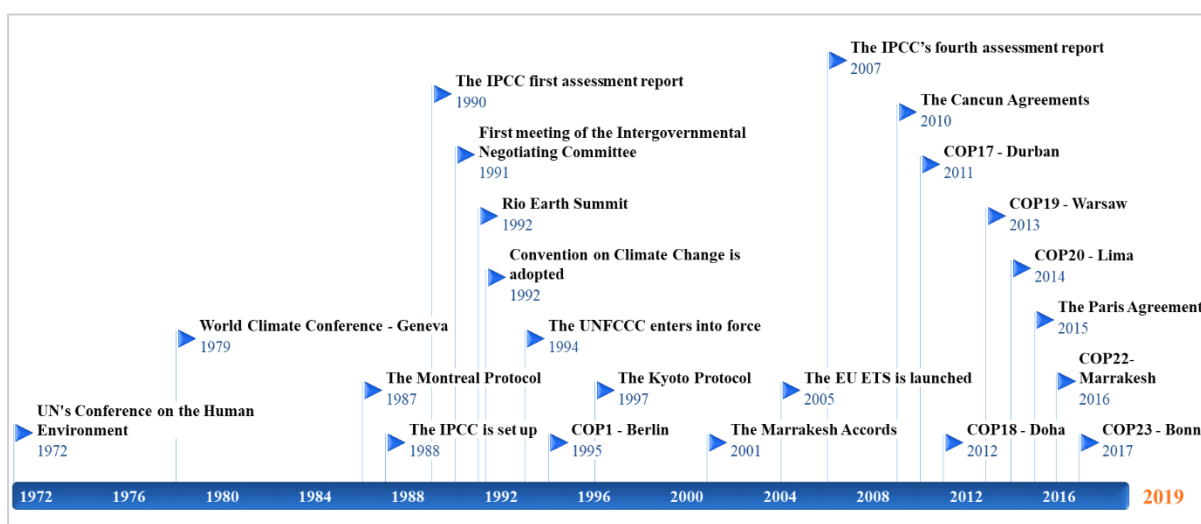 The IPCC's fourth assessment report
2007
The IPCC first assessment report
1990
The Cancun Agreements
2010
First meeting of the Intergovernmental
Negotiating Committee
1991
COP17 - Durban
2011
Rio Earth Summit
1992
COP19 - Warsaw
2013
Convention on Climate Change is
adopted
1992
COP20 - Lima
2014
World Climate Conference - Geneva
1979
The UNFCCC enters into force
1994
The Paris Agreement
2015
The Montreal Protocol
1987
The Kyoto Protocol
1997
The EU ETS is launched
2005
COP22-
Marrakesh
2016
UN's Conference on the Human
Environment
1972
The IPCC is set up
1988
COP1 - Berlin
1995
The Marrakesh Accords
2001
COP18 - Doha
2012
COP23 - Bonn
2017
1972 1976 1980 1984 1988 1992 1996 2000 2004 2008 2012 2016 2019